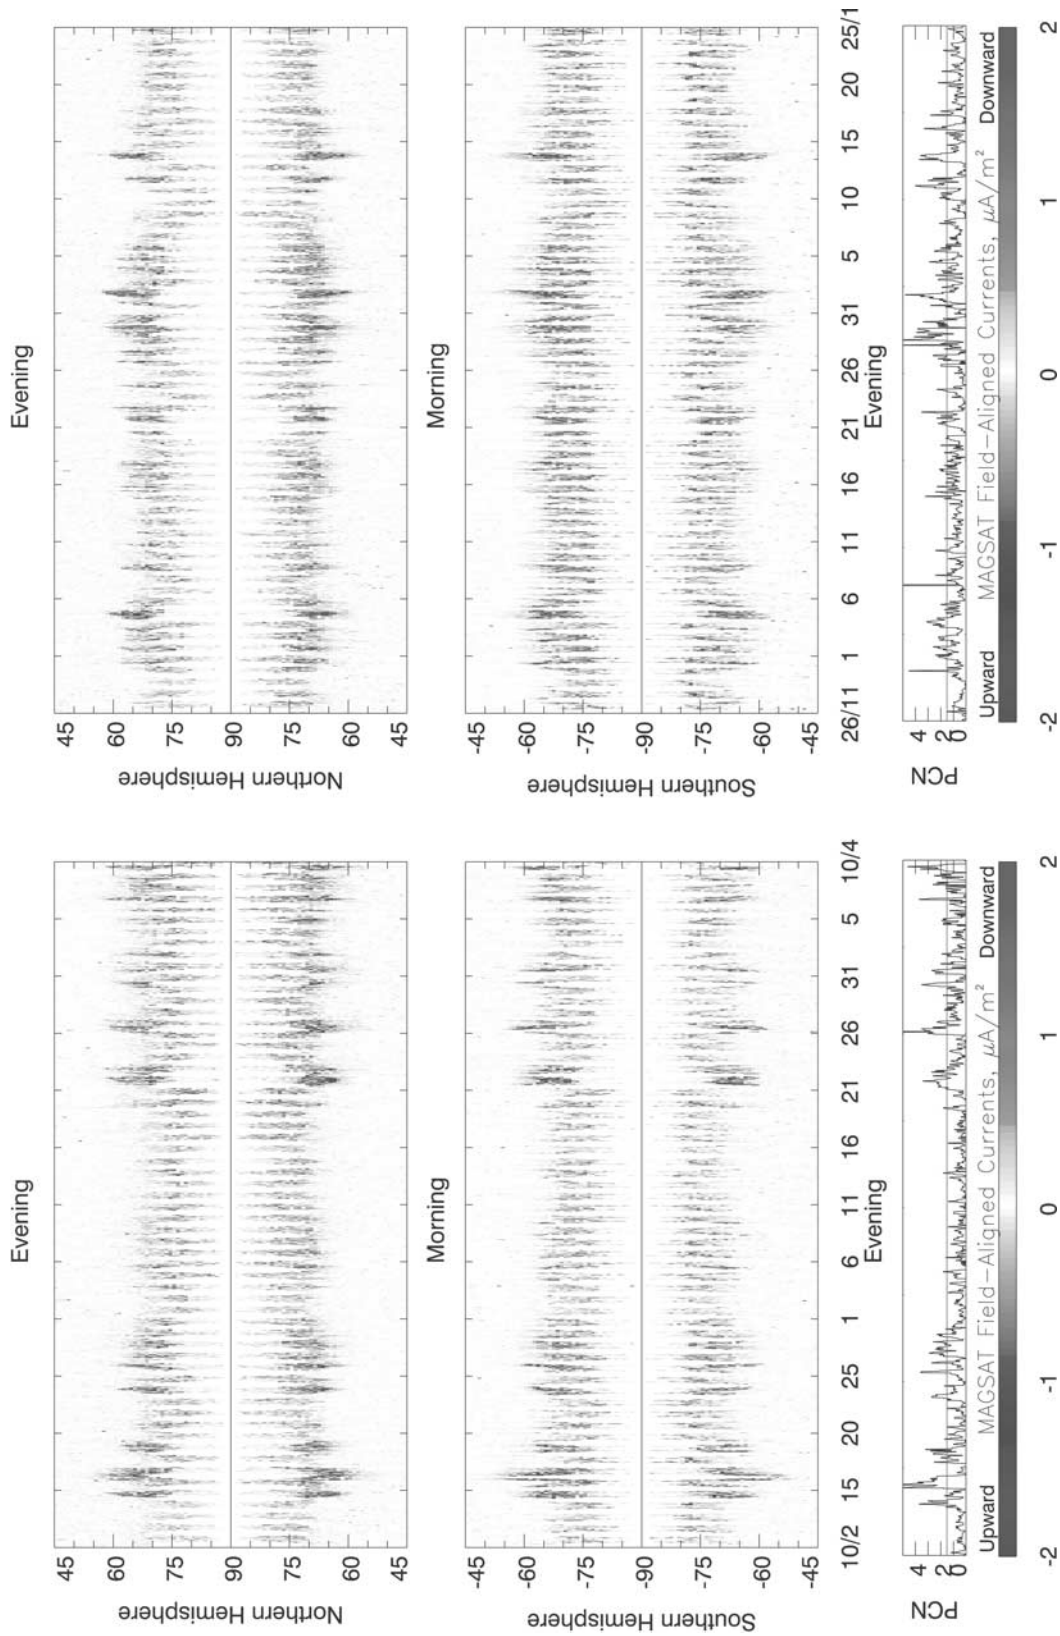 Evening
45
60
75
90
75
60
45
Northern Hemisphere
Morning
-45
-60
-75
-90
-75
-60
-45
Southern Hemisphere
10/2 15 20 25 1 6 11 16 21 26 31 5 10/4
Evening
4
2
0
PCN
Upward
MAGSAT Field-Aligned Currents, μA/m²
Downward
-2 -1 0 1 2
Evening
45
60
75
90
75
60
45
Northern Hemisphere
Morning
-45
-60
-75
-90
-75
-60
-45
Southern Hemisphere
26/11 1 6 11 16 21 26 31 5 10 15 20 25/1
Evening
4
2
0
PCN
Upward
MAGSAT Field-Aligned Currents, μA/m²
Downward
-2 -1 0 1 2